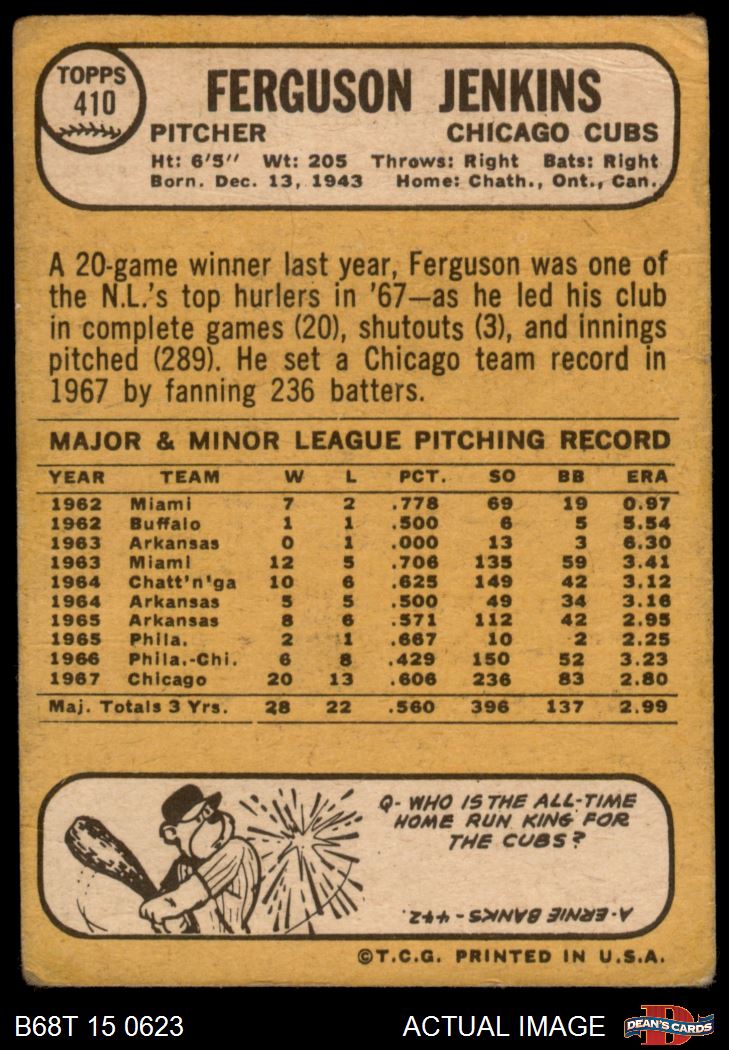 TOPPS
410
FERGUSON JENKINS
PITCHER CHICAGO CUBS
Ht: 6'5" Wt: 205 Throws: Right Bats: Right
Born. Dec. 13, 1943 Home: Chath., Ont., Can.
A 20-game winner last year, Ferguson was one of
the N.L.'s top hurlers in '67—as he led his club
in complete games (20), shutouts (3), and innings
pitched (289). He set a Chicago team record in
1967 by fanning 236 batters.
MAJOR & MINOR LEAGUE PITCHING RECORD
YEAR TEAM W L PCT. SO BB ERA
1962 Miami 7 2 .778 69 19 0.97
1962 Buffalo 1 1 .500 6 5 5.54
1963 Arkansas 0 1 .000 13 3 6.30
1963 Miami 12 5 .706 135 59 3.41
1964 Chatt'n'ga 10 6 .625 149 42 3.12
1964 Arkansas 5 5 .500 49 34 3.16
1965 Arkansas 8 6 .571 112 42 2.95
1965 Phila. 2 1 .667 10 2 2.25
1966 Phila.-Chi. 6 8 .429 150 52 3.23
1967 Chicago 20 13 .606 236 83 2.80
Maj. Totals 3 Yrs. 28 22 .560 396 137 2.99
Q- WHO IS THE ALL-TIME
HOME RUN KING FOR
THE CUBS?
A-ERNIE BANKS-442.
©T.C.G. PRINTED IN U.S.A.
B68T 15 0623 ACTUAL IMAGE
D
DEAN'S CARDS